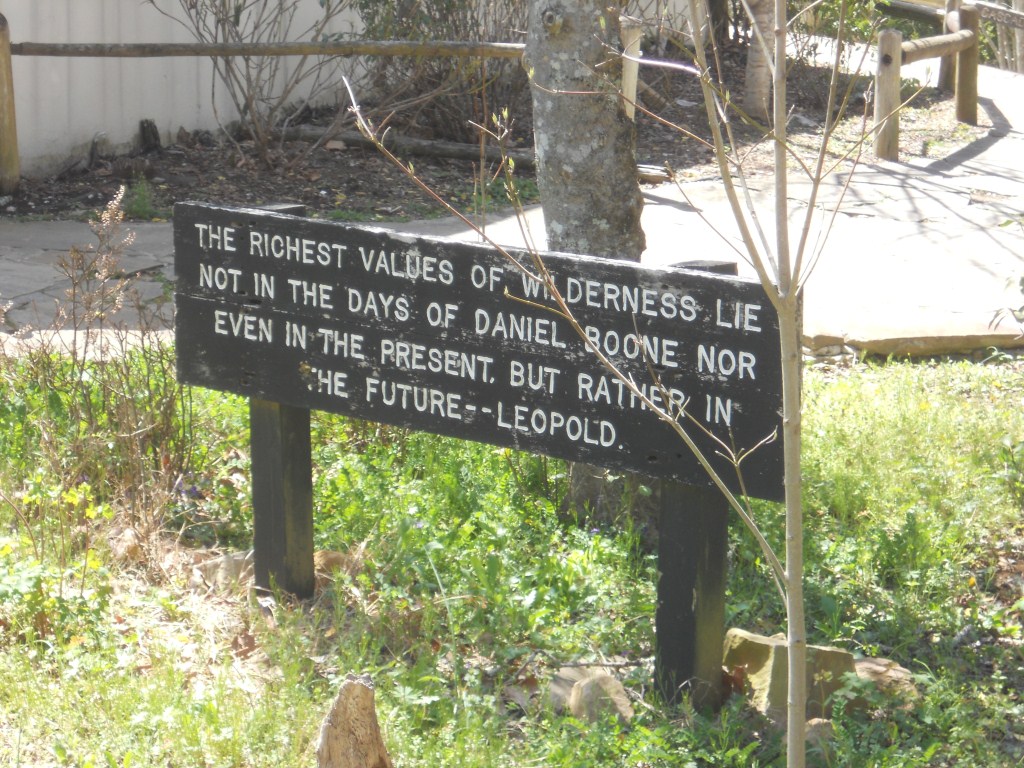 THE RICHEST VALUES OF WILDERNESS LIE
NOT IN THE DAYS OF DANIEL BOONE NOR
EVEN IN THE PRESENT, BUT RATHER IN
THE FUTURE--LEOPOLD.